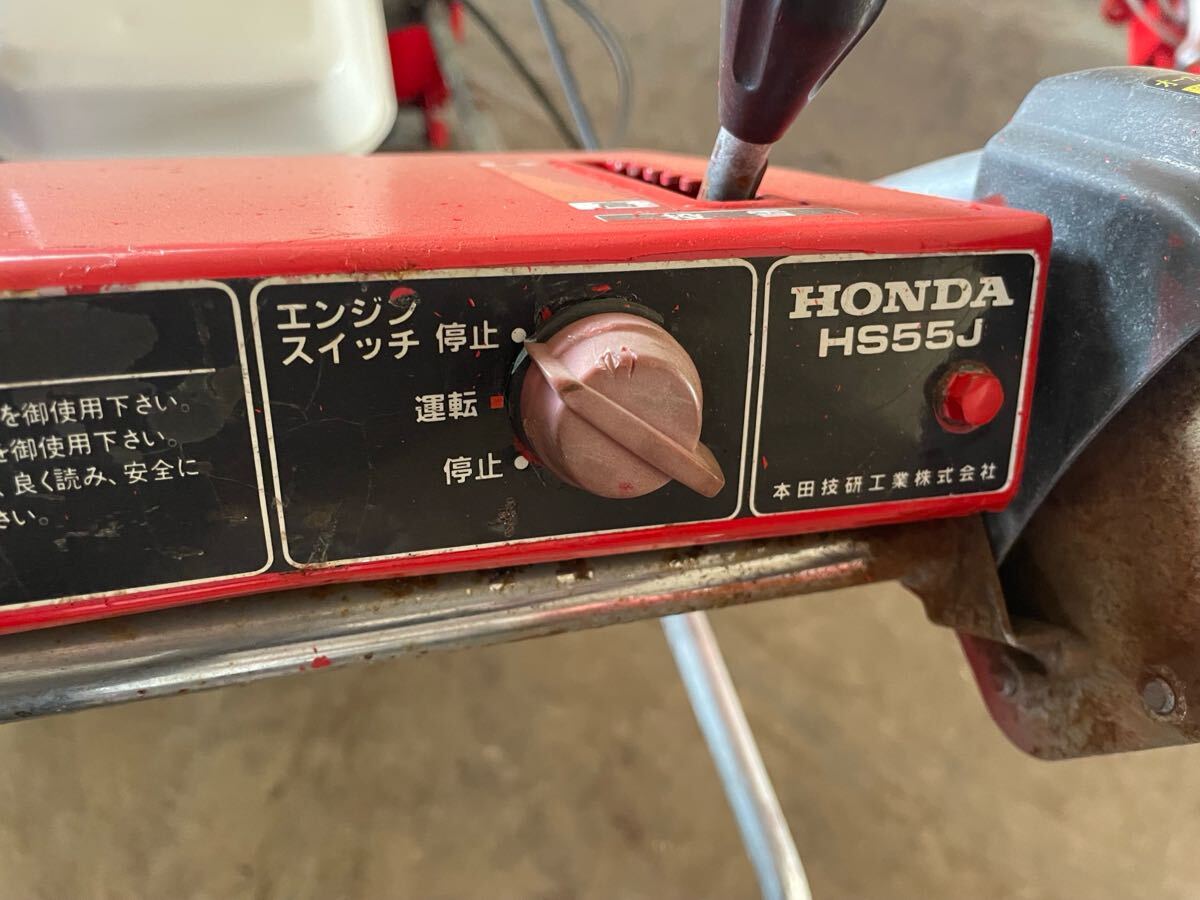 エンジン
スイッチ
停止
運転
停止
HONDA
HS55J
本田技研工業株式会社
を御使用下さい。
を御使用下さい。
良く読み、安全に
さい。